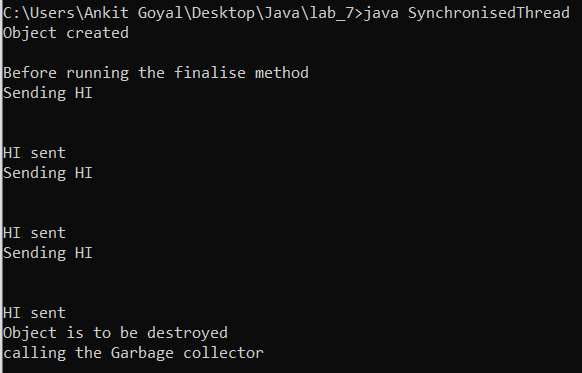 C:\Users\Ankit Goyal\Desktop\Java\lab_7>java SynchronisedThread
Object created
Before running the finalise method
Sending HI
HI sent
Sending HI
HI sent
Sending HI
HI sent
Object is to be destroyed
calling the Garbage collector